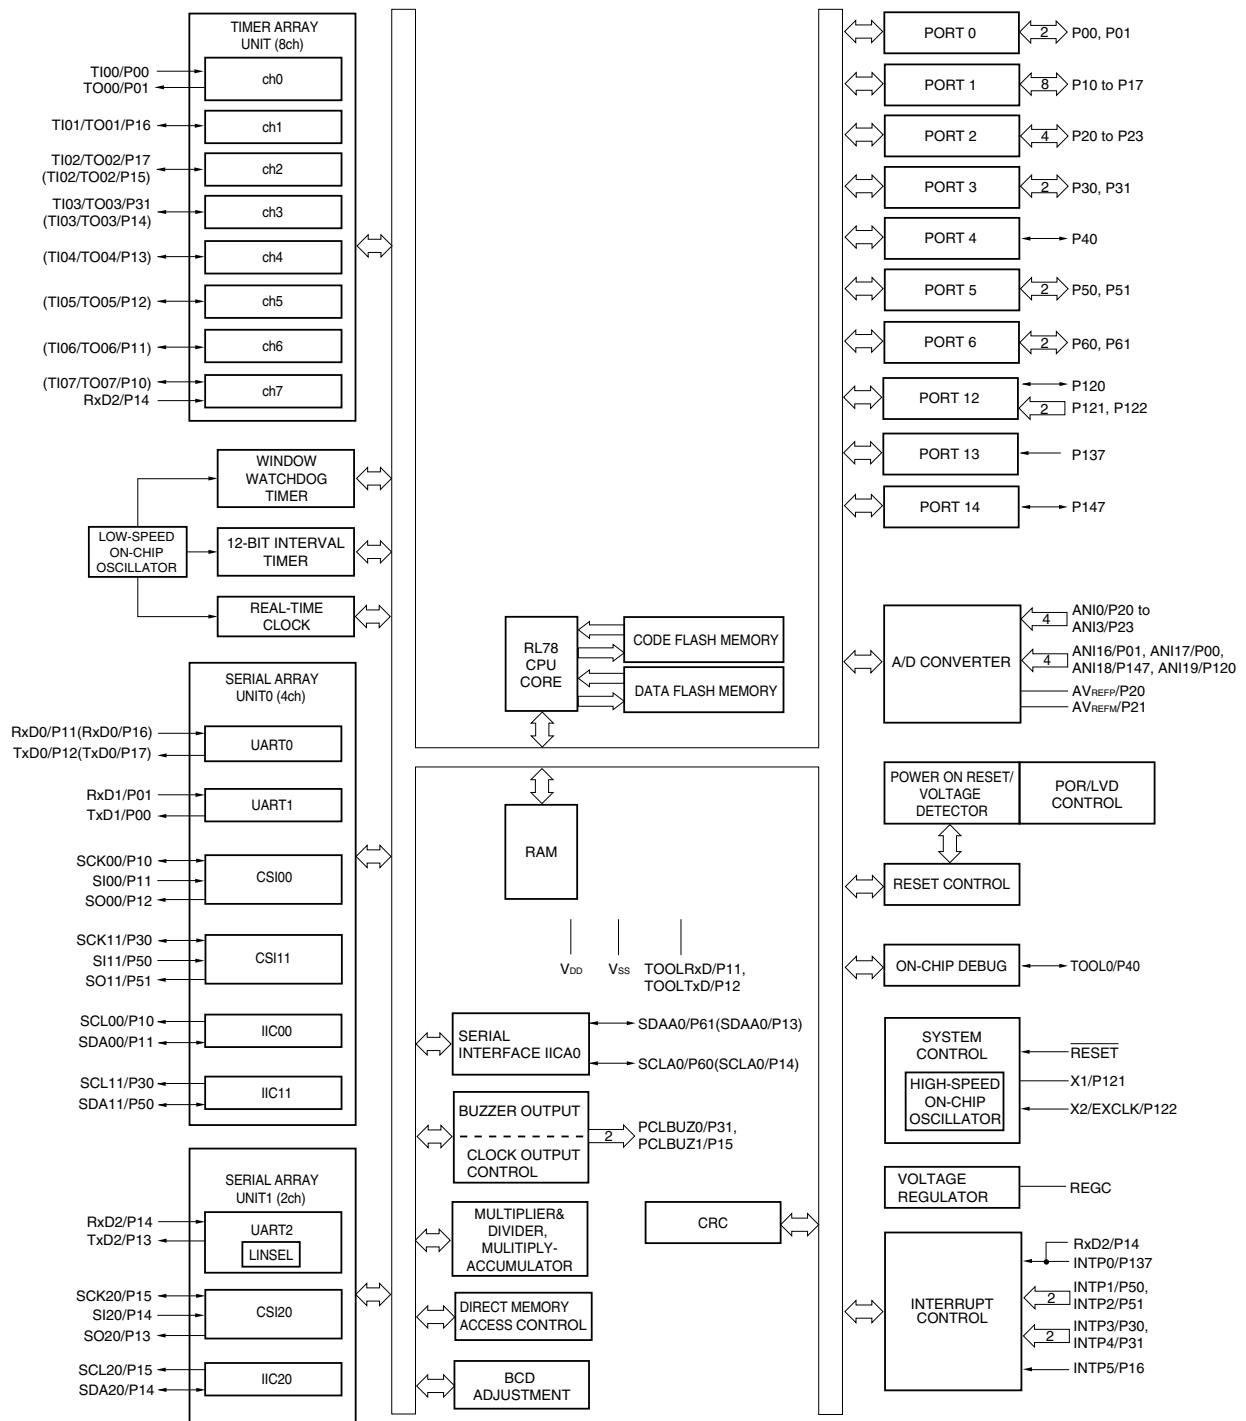 TIMER ARRAY
UNIT (8ch)
TI00/P00
TO00/P01
ch0
TI01/TO01/P16
ch1
TI02/TO02/P17
(TI02/TO02/P15)
ch2
TI03/TO03/P31
(TI03/TO03/P14)
ch3
(TI04/TO04/P13)
ch4
(TI05/TO05/P12)
ch5
(TI06/TO06/P11)
ch6
(TI07/TO07/P10)
RxD2/P14
ch7
WINDOW
WATCHDOG
TIMER
LOW-SPEED
ON-CHIP
OSCILLATOR
12-BIT INTERVAL
TIMER
REAL-TIME
CLOCK
SERIAL ARRAY
UNIT0 (4ch)
RxD0/P11(RxD0/P16)
TxD0/P12(TxD0/P17)
UART0
RxD1/P01
TxD1/P00
UART1
SCK00/P10
SI00/P11
SO00/P12
CSI00
SCK11/P30
SI11/P50
SO11/P51
CSI11
SCL00/P10
SDA00/P11
IIC00
SCL11/P30
SDA11/P50
IIC11
SERIAL ARRAY
UNIT1 (2ch)
RxD2/P14
TxD2/P13
UART2
LINSEL
SCK20/P15
SI20/P14
SO20/P13
CSI20
SCL20/P15
SDA20/P14
IIC20
RL78
CPU
CORE
CODE FLASH MEMORY
DATA FLASH MEMORY
RAM
VDD
VSS
TOOLRxD/P11,
TOOLTxD/P12
SERIAL
INTERFACE IICA0
SDAA0/P61(SDAA0/P13)
SCLA0/P60(SCLA0/P14)
BUZZER OUTPUT
CLOCK OUTPUT
CONTROL
2
PCLBUZ0/P31,
PCLBUZ1/P15
MULTIPLIER&
DIVIDER,
MULITIPLY-
ACCUMULATOR
DIRECT MEMORY
ACCESS CONTROL
BCD
ADJUSTMENT
CRC
PORT 0
2
P00, P01
PORT 1
8
P10 to P17
PORT 2
4
P20 to P23
PORT 3
2
P30, P31
PORT 4
P40
PORT 5
2
P50, P51
PORT 6
2
P60, P61
PORT 12
P120
2
P121, P122
PORT 13
P137
PORT 14
P147
A/D CONVERTER
4
ANI0/P20 to
ANI3/P23
4
ANI16/P01, ANI17/P00,
ANI18/P147, ANI19/P120
AVREFP/P20
AVREFM/P21
POWER ON RESET/
VOLTAGE
DETECTOR
POR/LVD
CONTROL
RESET CONTROL
ON-CHIP DEBUG
TOOL0/P40
SYSTEM
CONTROL
HIGH-SPEED
ON-CHIP
OSCILLATOR
RESET
X1/P121
X2/EXCLK/P122
VOLTAGE
REGULATOR
REGC
INTERRUPT
CONTROL
RxD2/P14
INTP0/P137
2
INTP1/P50,
INTP2/P51
2
INTP3/P30,
INTP4/P31
INTP5/P16